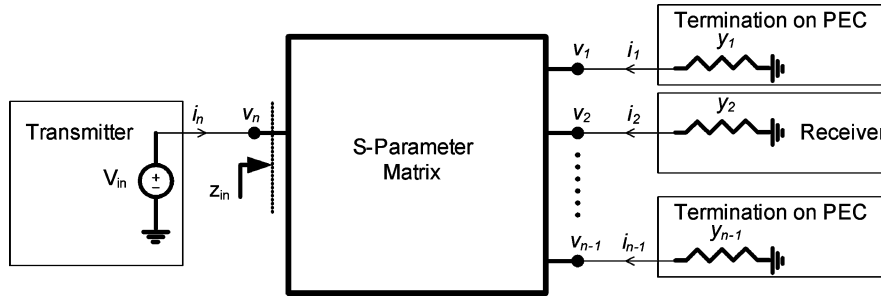 Transmitter
V_in
+
−
i_n
v_n
z_in
S-Parameter
Matrix
v_1
i_1
Termination on PEC
y_1
v_2
i_2
y_2
Receiver
v_n-1
i_n-1
Termination on PEC
y_n-1